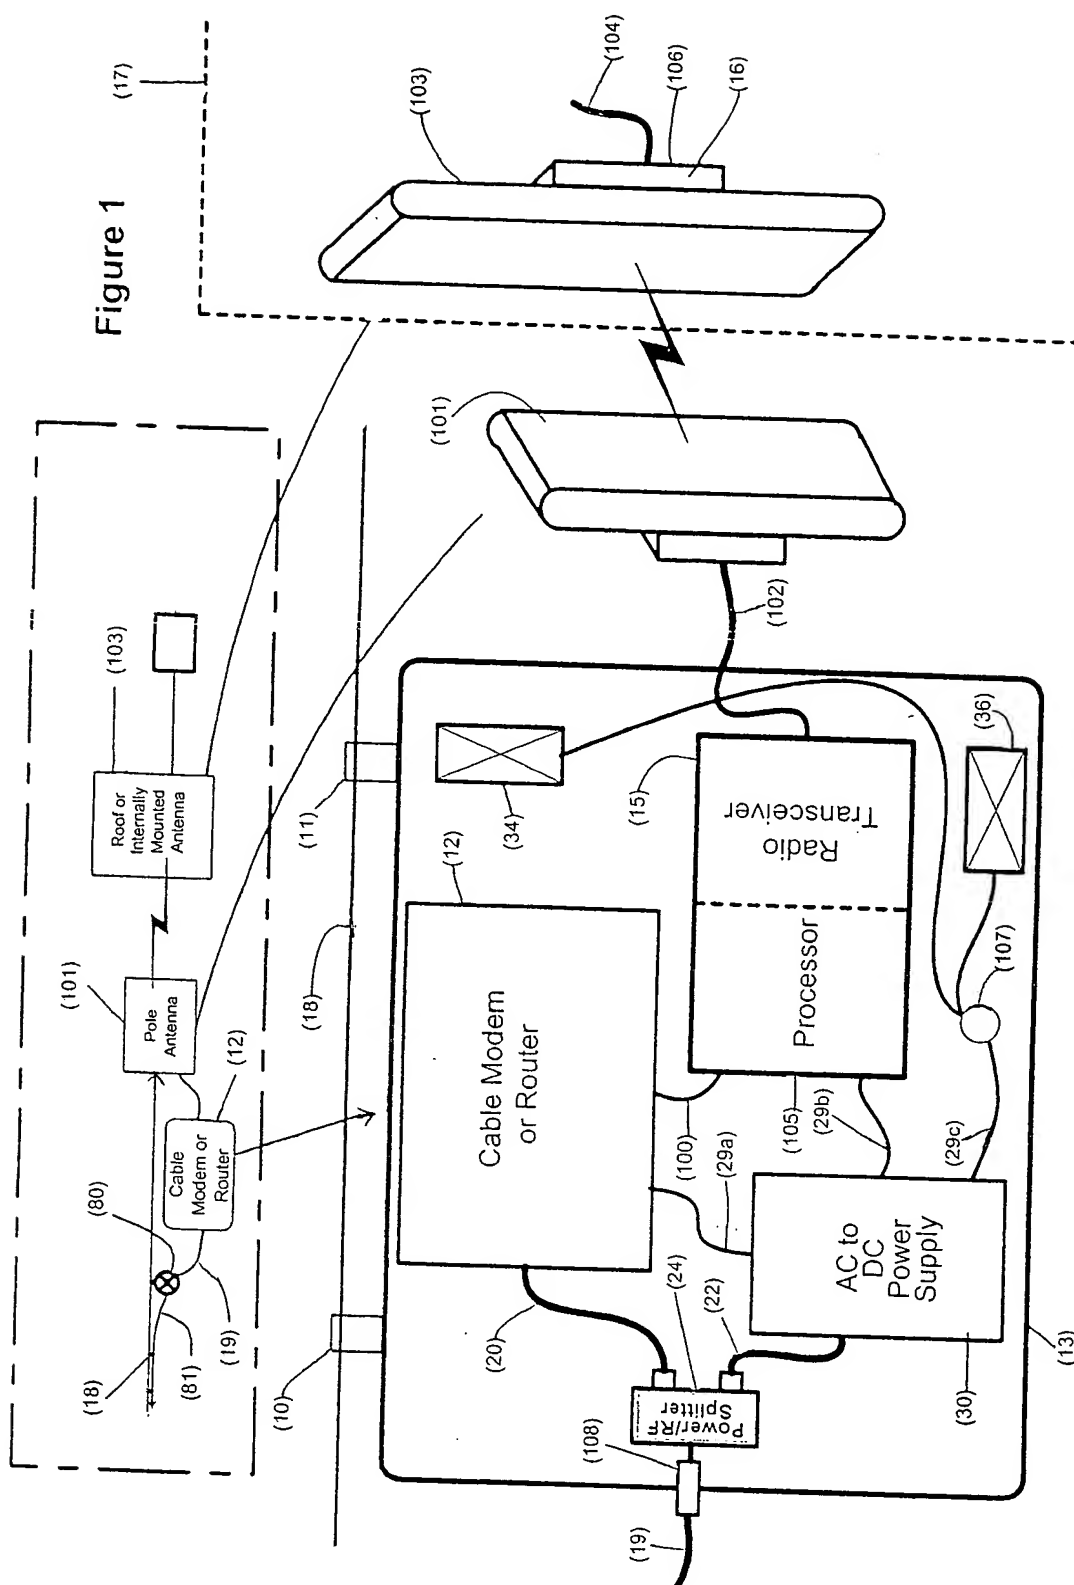 Figure 1
(17)
(18)
(81)
(19)
(80)
Cable
Modem or
Router
(12)
(101)
Pole
Antenna
Roof or
Internally
Mounted
Antenna
(103)
(10)
(18)
(11)
(101)
(103)
(104)
(106)
(16)
(102)
(19)
(108)
Power/RF
Splitter
(24)
(20)
(22)
Cable Modem
or Router
(12)
(34)
(100)
(29a)
(105)
(29b)
(29c)
Processor
Radio
Transceiver
(15)
AC to
DC
Power
Supply
(30)
(13)
(107)
(36)